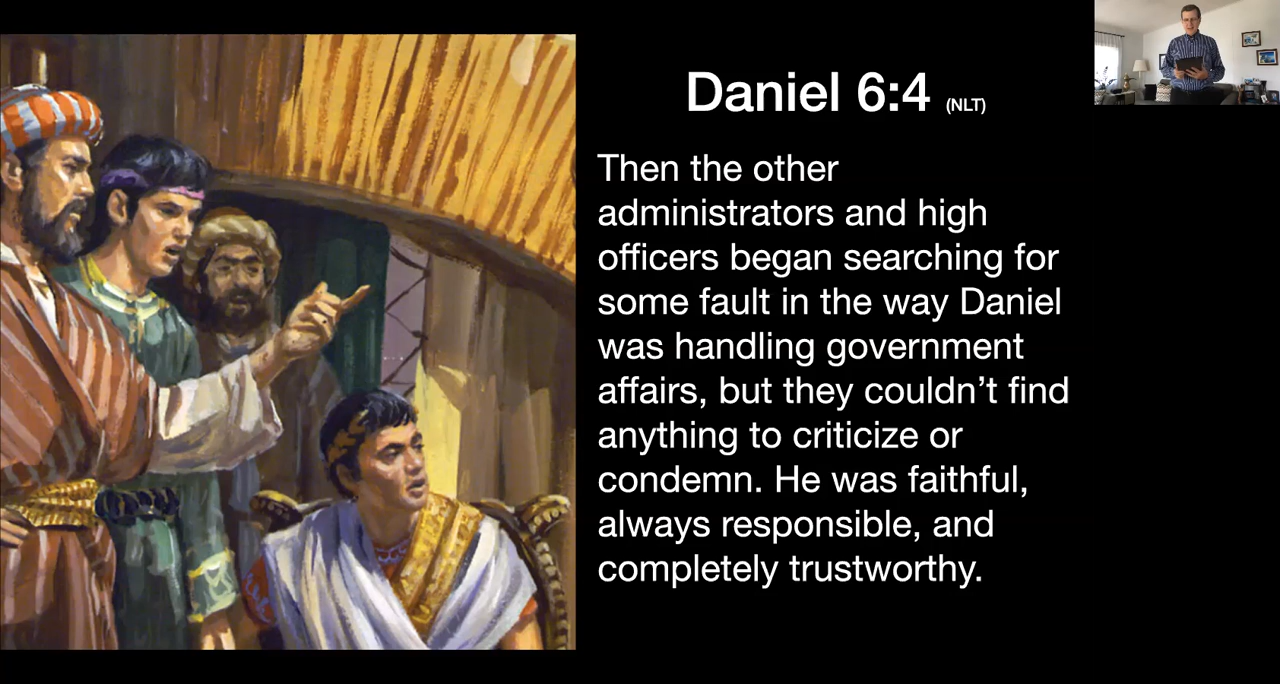 Daniel 6:4 (NLT)
Then the other
administrators and high
officers began searching for
some fault in the way Daniel
was handling government
affairs, but they couldn’t find
anything to criticize or
condemn. He was faithful,
always responsible, and
completely trustworthy.